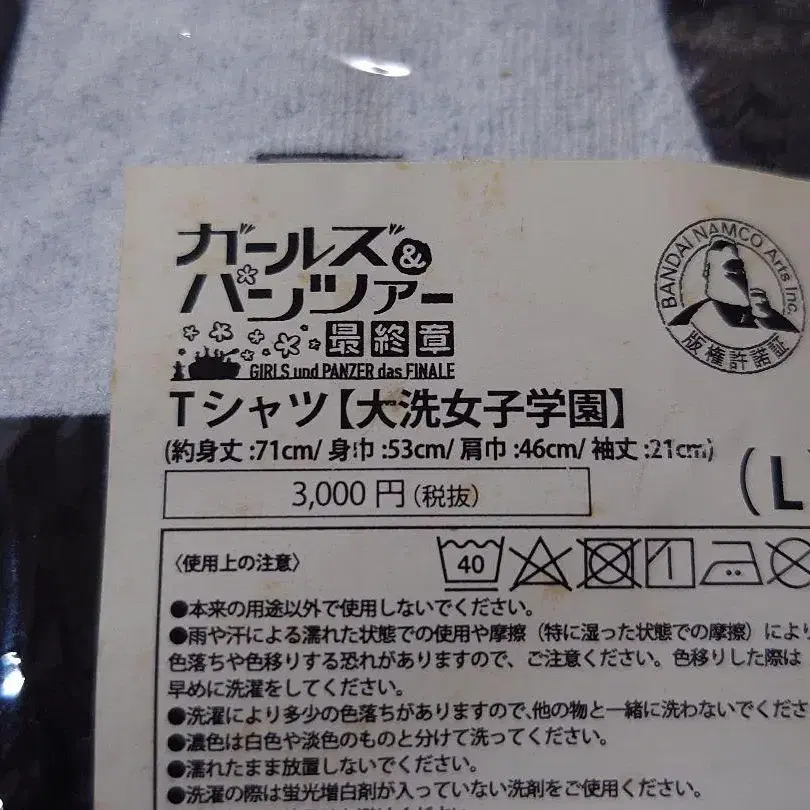 ガールズ&
パンツァー
最終章
GIRLS und PANZER das FINALE
BANDAI NAMCO Arts Inc.
版権許諾証
Tシャツ【大洗女子学園】
(約身丈:71cm/ 身巾:53cm/ 肩巾:46cm/ 袖丈:21cm)
(L
3,000 円(税抜)
〈使用上の注意〉
40
●本来の用途以外で使用しないでください。
●雨や汗による濡れた状態での使用や摩擦（特に湿った状態での摩擦）により
色落ちや色移りする恐れがありますので、ご注意ください。色移りした際は
早めに洗濯をしてください。
●洗濯により多少の色落ちがありますので、他の物と一緒に洗わないでくださ
●濃色は白色や淡色のものと分けて洗ってください。
●濡れたまま放置しないでください。
●洗濯の際は蛍光増白剤が入っていない洗剤をご使用ください。